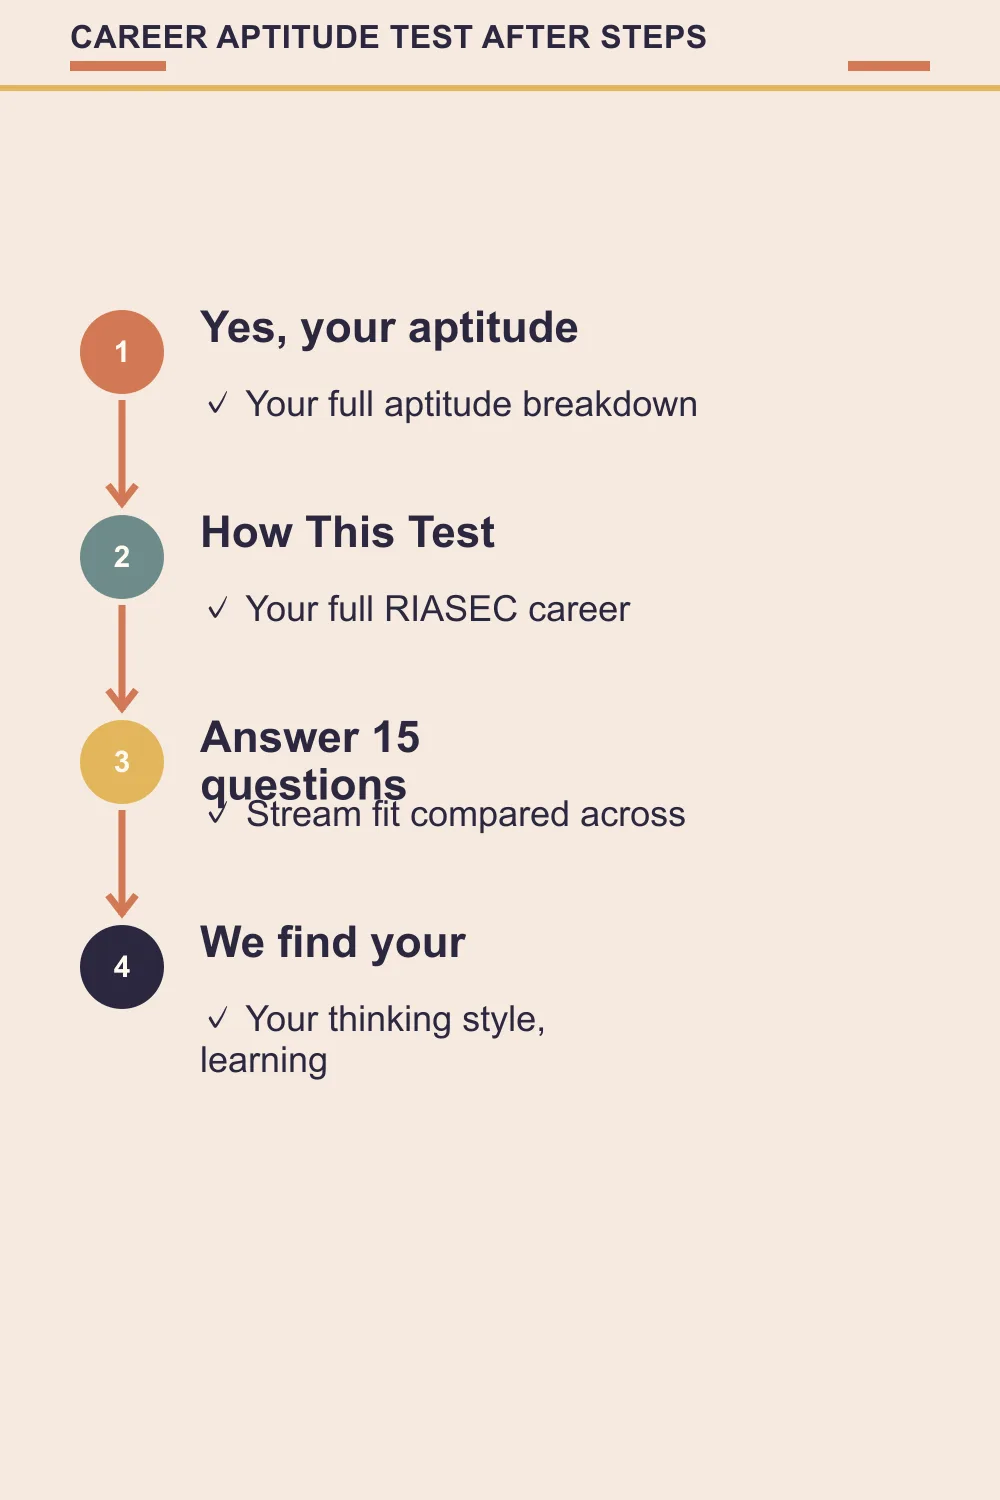 CAREER APTITUDE TEST AFTER STEPS
1
Yes, your aptitude
✓ Your full aptitude breakdown
2
How This Test
✓ Your full RIASEC career
3
Answer 15
questions
✓ Stream fit compared across
4
We find your
✓ Your thinking style,
learning